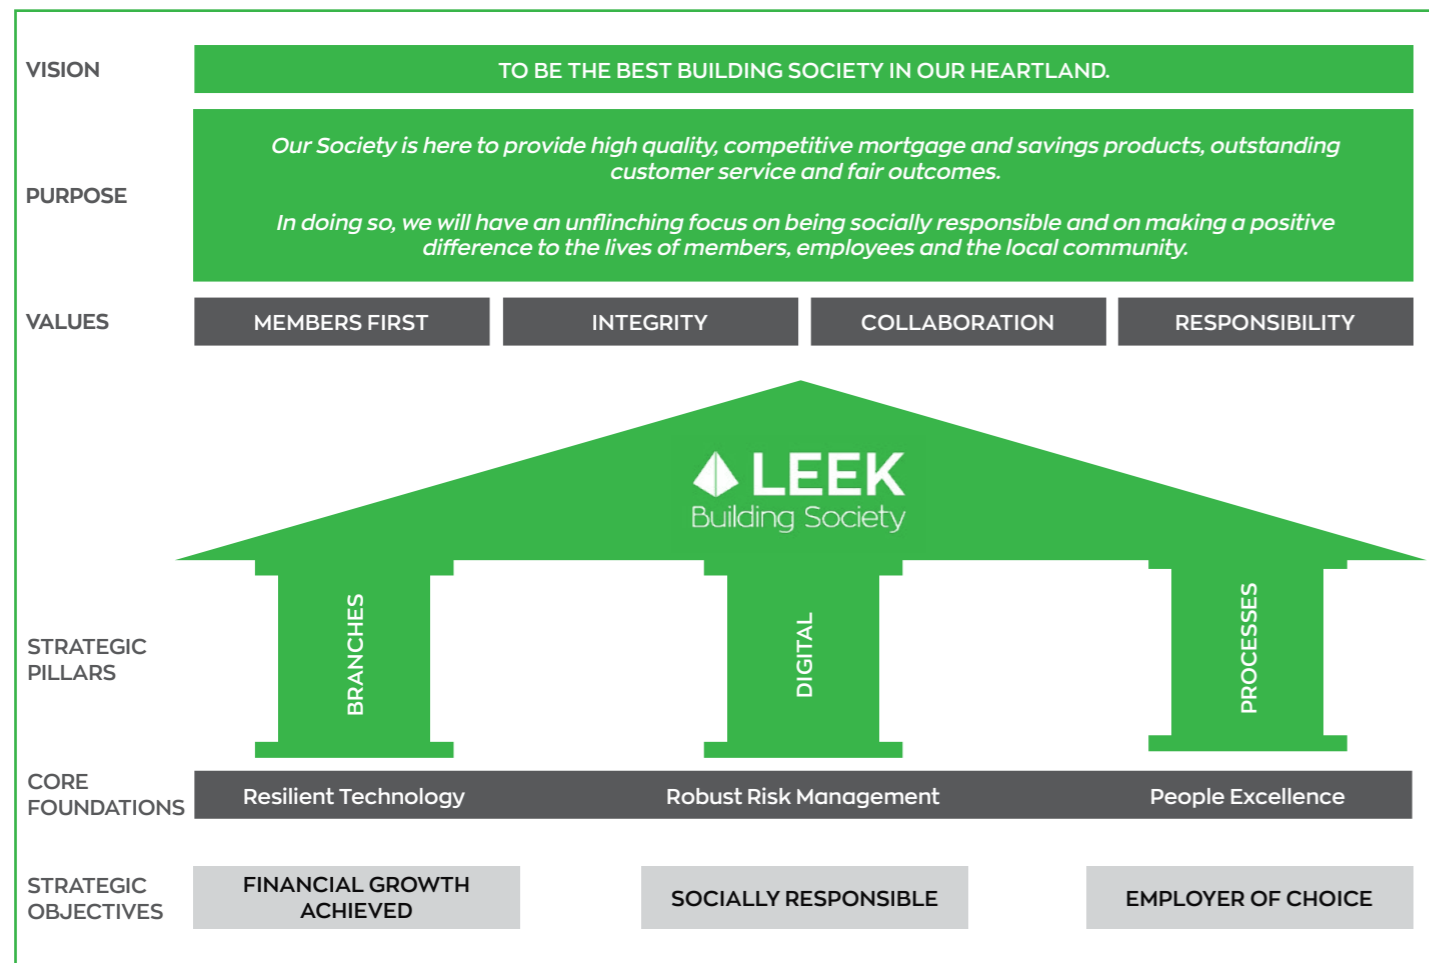 VISION
TO BE THE BEST BUILDING SOCIETY IN OUR HEARTLAND.
PURPOSE
Our Society is here to provide high quality, competitive mortgage and savings products, outstanding
customer service and fair outcomes.
In doing so, we will have an unflinching focus on being socially responsible and on making a positive
difference to the lives of members, employees and the local community.
VALUES
MEMBERS FIRST
INTEGRITY
COLLABORATION
RESPONSIBILITY
LEEK
Building Society
STRATEGIC
PILLARS
BRANCHES
DIGITAL
PROCESSES
CORE
FOUNDATIONS
Resilient Technology
Robust Risk Management
People Excellence
STRATEGIC
OBJECTIVES
FINANCIAL GROWTH
ACHIEVED
SOCIALLY RESPONSIBLE
EMPLOYER OF CHOICE